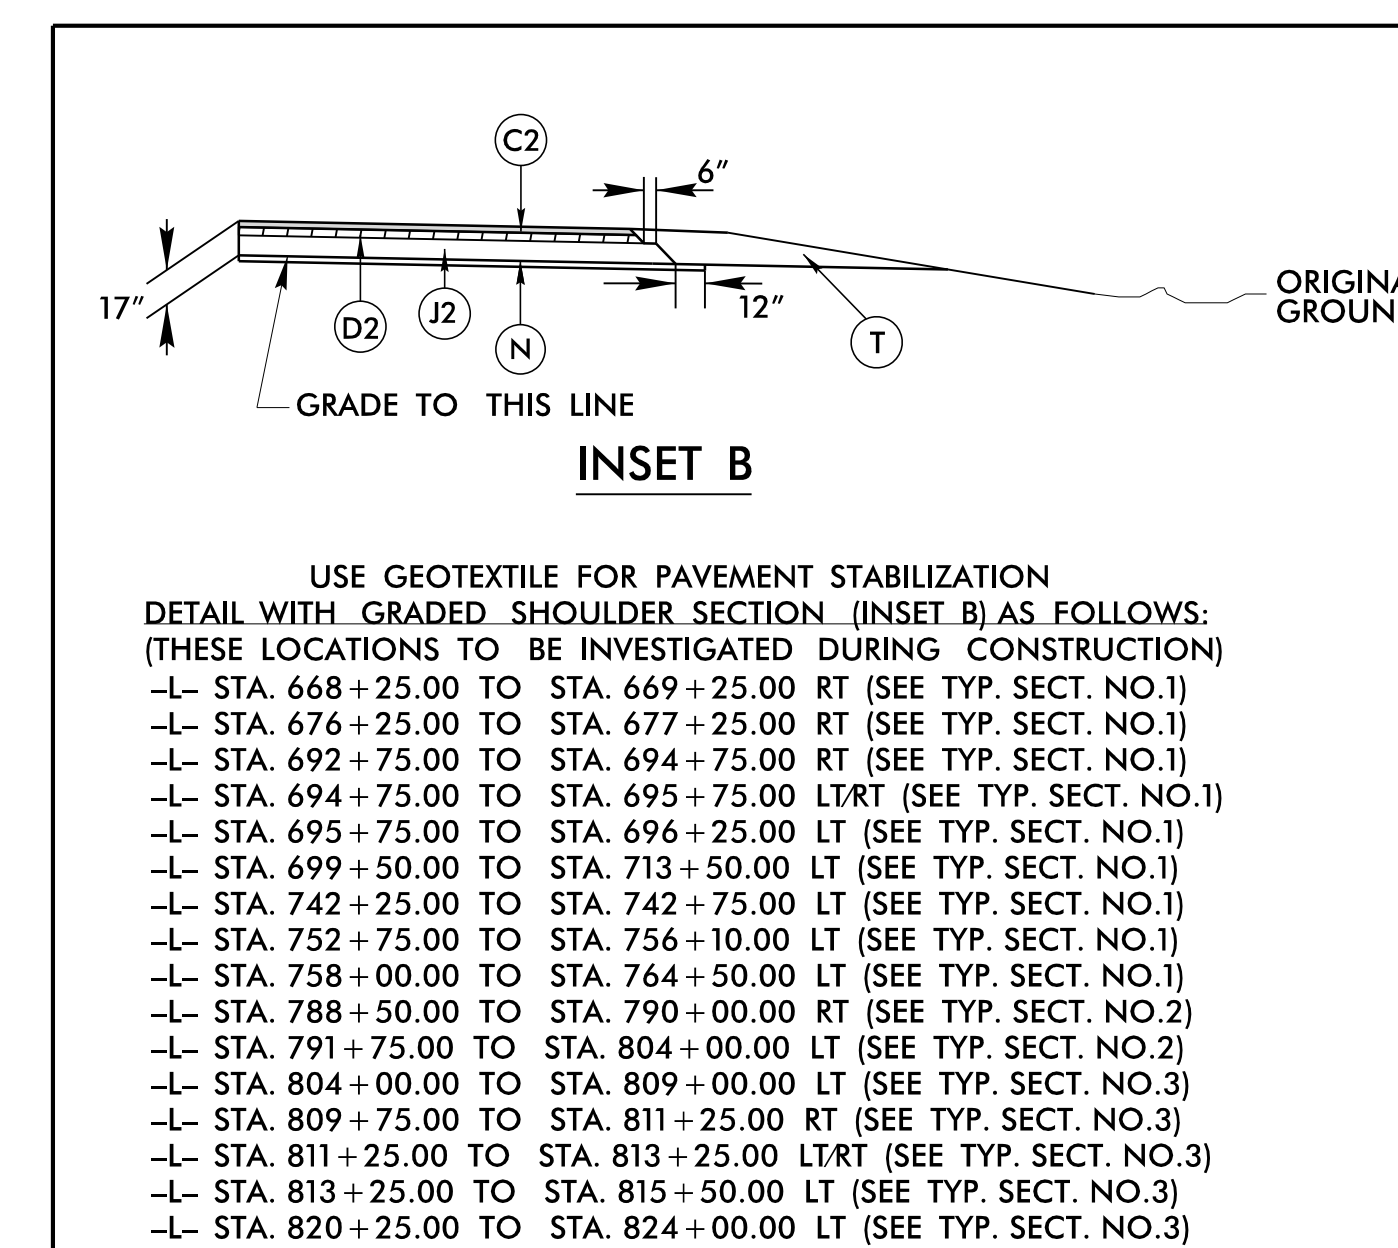 C2
6"
17"
D2
J2
N
12"
T
GRADE TO THIS LINE
INSET B
USE GEOTEXTILE FOR PAVEMENT STABILIZATION
DETAIL WITH GRADED SHOULDER SECTION (INSET B) AS FOLLOWS:
(THESE LOCATIONS TO BE INVESTIGATED DURING CONSTRUCTION)
-L- STA. 668+25.00 TO STA. 669+25.00 RT (SEE TYP. SECT. NO.1)
-L- STA. 676+25.00 TO STA. 677+25.00 RT (SEE TYP. SECT. NO.1)
-L- STA. 692+75.00 TO STA. 694+75.00 RT (SEE TYP. SECT. NO.1)
-L- STA. 694+75.00 TO STA. 695+75.00 LT/RT (SEE TYP. SECT. NO.1)
-L- STA. 695+75.00 TO STA. 696+25.00 LT (SEE TYP. SECT. NO.1)
-L- STA. 699+50.00 TO STA. 713+50.00 LT (SEE TYP. SECT. NO.1)
-L- STA. 742+25.00 TO STA. 742+75.00 LT (SEE TYP. SECT. NO.1)
-L- STA. 752+75.00 TO STA. 756+10.00 LT (SEE TYP. SECT. NO.1)
-L- STA. 758+00.00 TO STA. 764+50.00 LT (SEE TYP. SECT. NO.1)
-L- STA. 788+50.00 TO STA. 790+00.00 RT (SEE TYP. SECT. NO.2)
-L- STA. 791+75.00 TO STA. 804+00.00 LT (SEE TYP. SECT. NO.2)
-L- STA. 804+00.00 TO STA. 809+00.00 LT (SEE TYP. SECT. NO.3)
-L- STA. 809+75.00 TO STA. 811+25.00 RT (SEE TYP. SECT. NO.3)
-L- STA. 811+25.00 TO STA. 813+25.00 LT/RT (SEE TYP. SECT. NO.3)
-L- STA. 813+25.00 TO STA. 815+50.00 LT (SEE TYP. SECT. NO.3)
-L- STA. 820+25.00 TO STA. 824+00.00 LT (SEE TYP. SECT. NO.3)